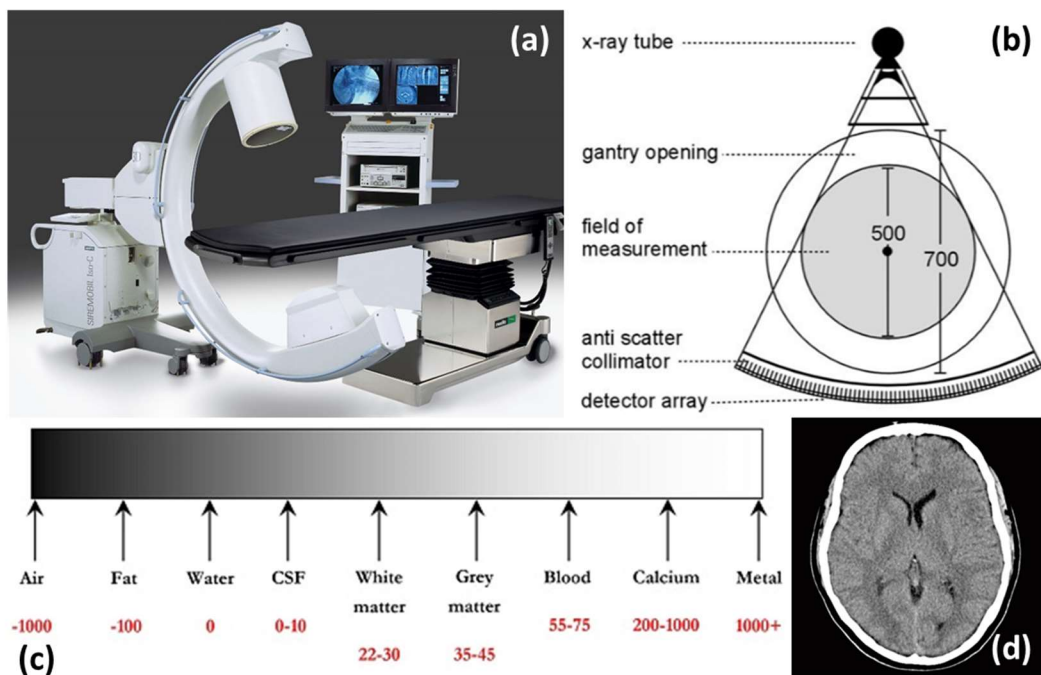 (a)
SIREMOBIL Iso-C
(b)
x-ray tube
gantry opening
field of
measurement
500
700
anti scatter
collimator
detector array
(c)
Air
Fat
Water
CSF
White
matter
Grey
matter
Blood
Calcium
Metal
-1000
-100
0
0-10
22-30
35-45
55-75
200-1000
1000+
(d)